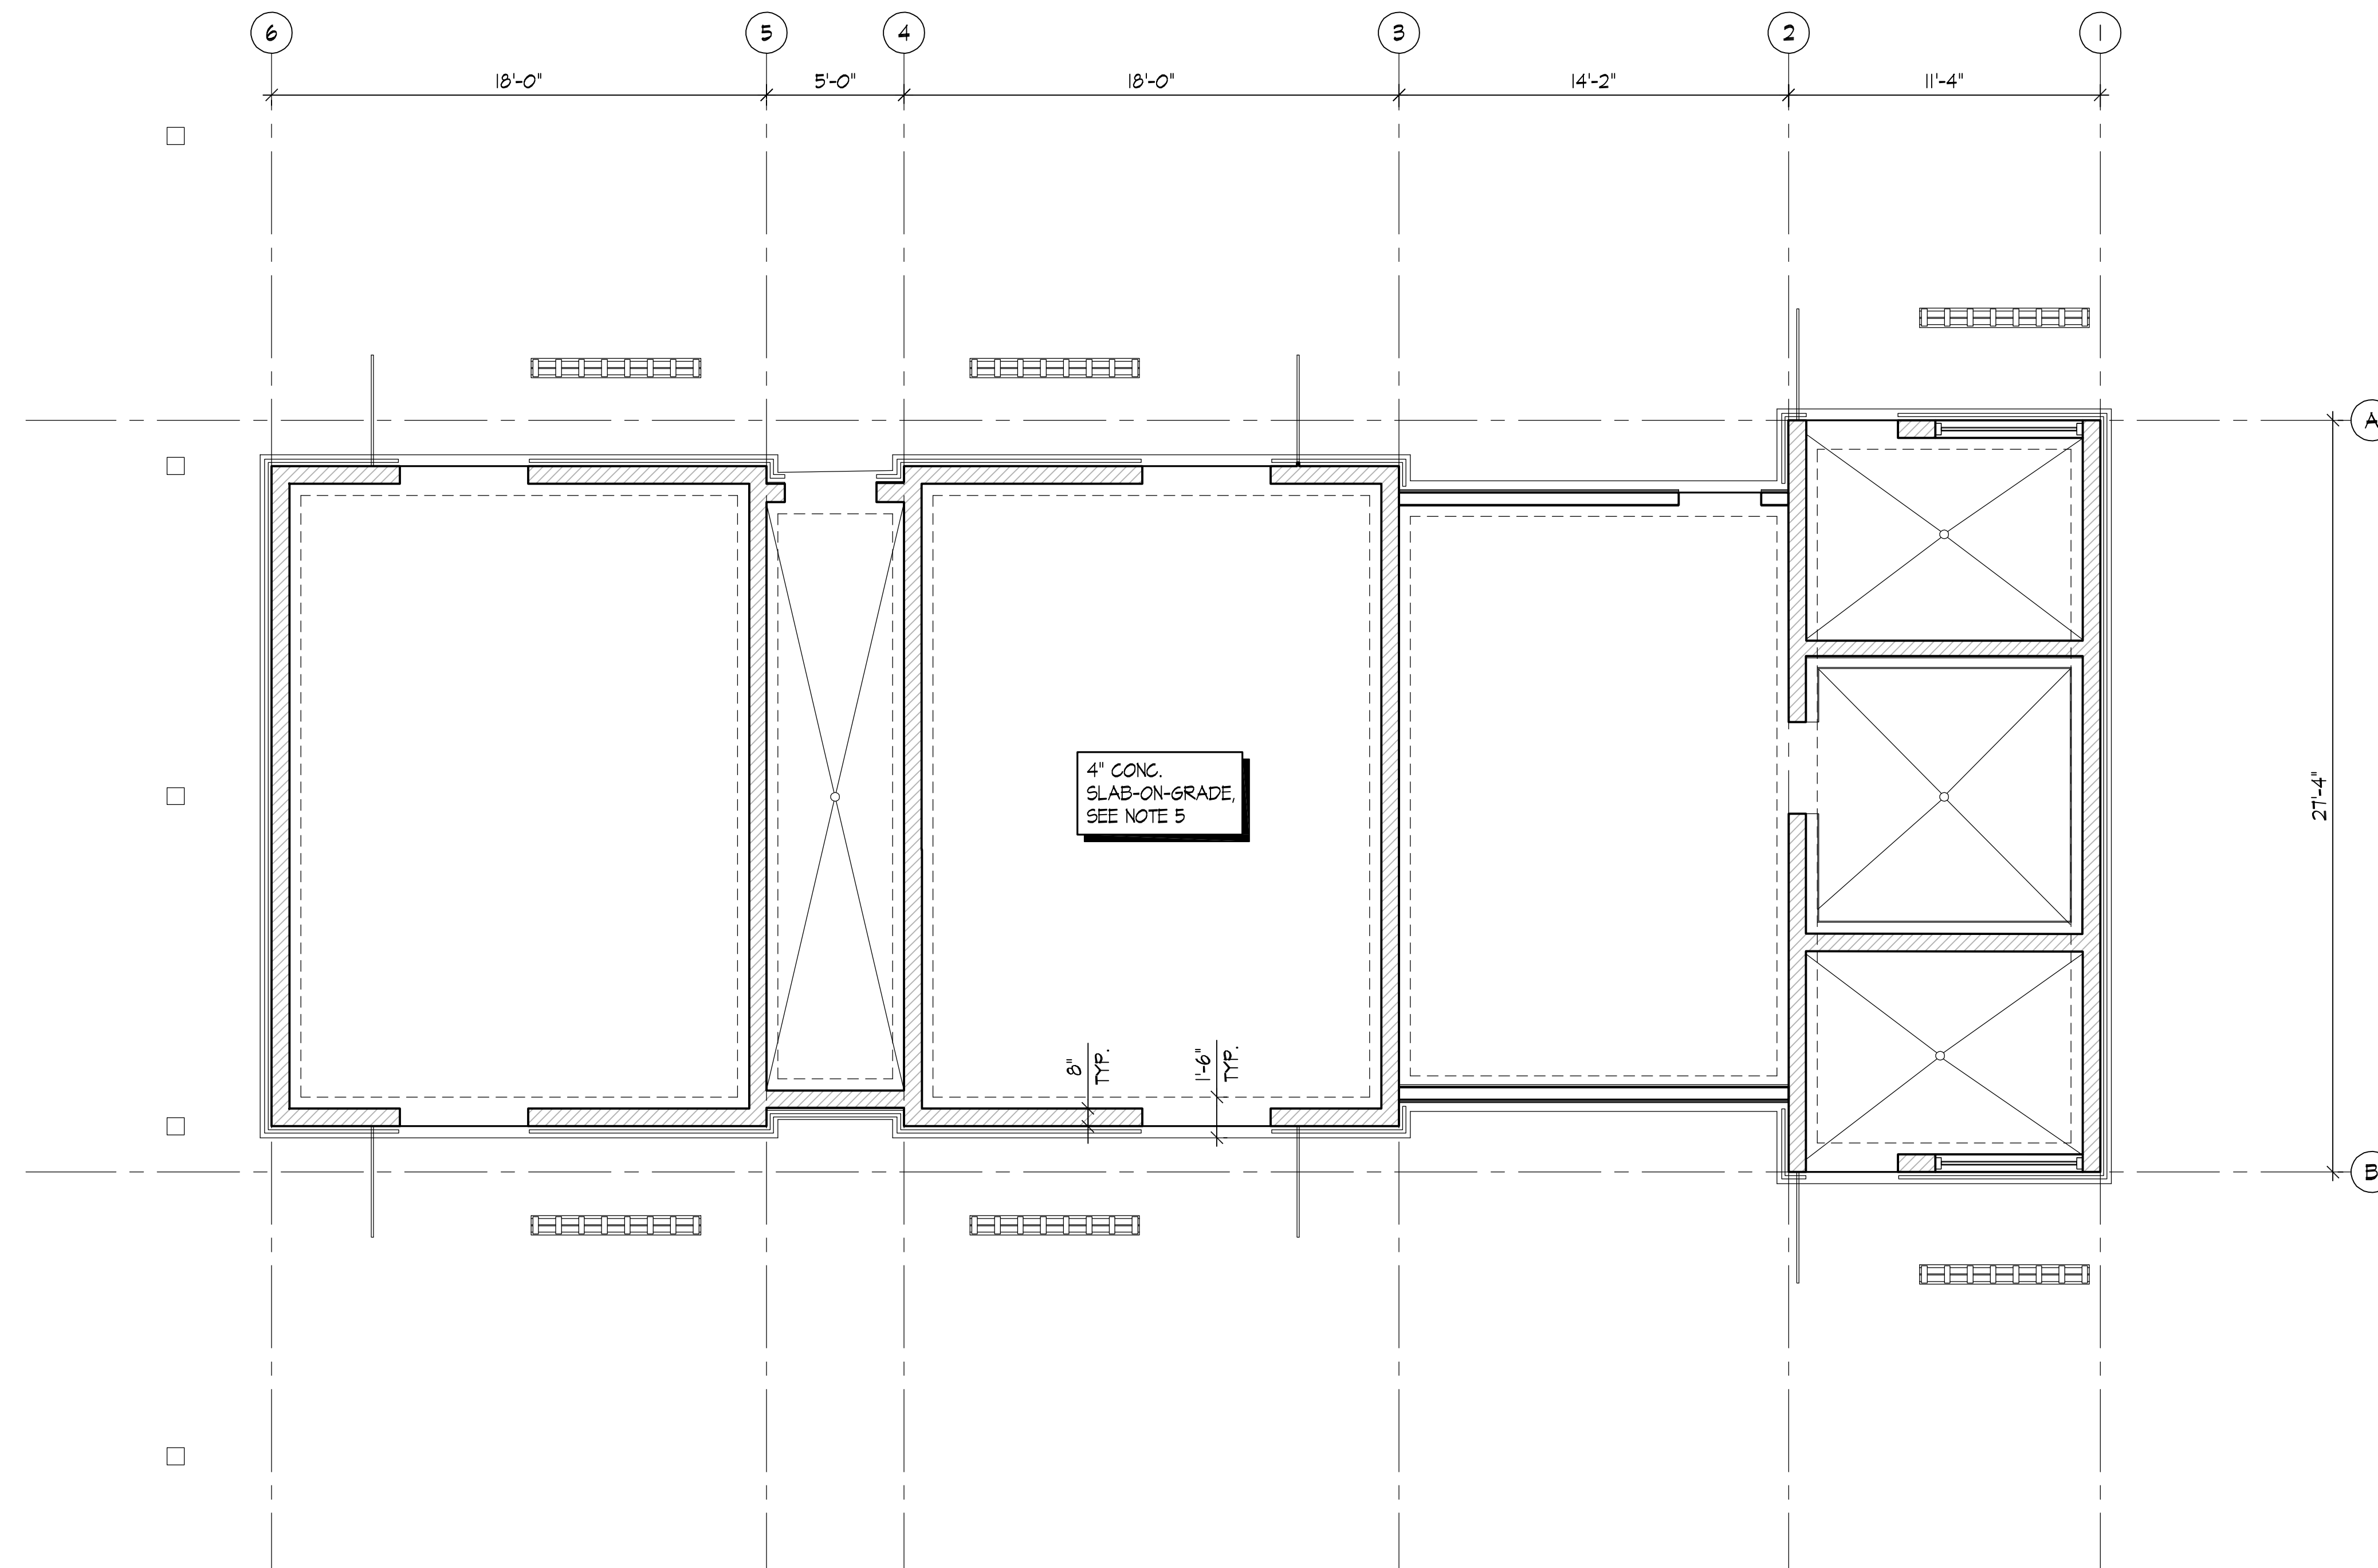 6 5 4 3 2 1
18'-0" 5'-0" 18'-0" 14'-2" 11'-4"
A
4" CONC.
SLAB-ON-GRADE,
SEE NOTE 5
27'-4"
8"
TYP.
1'-6"
TYP.
B